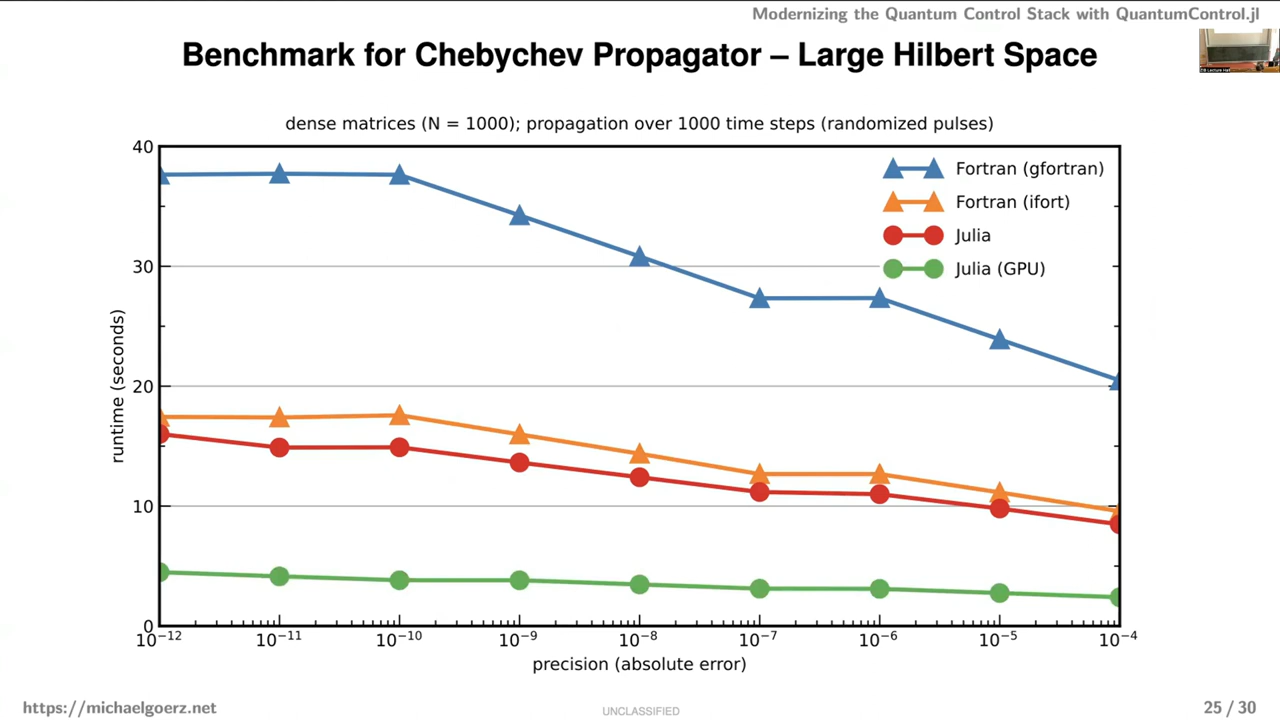 Modernizing the Quantum Control Stack with QuantumControl.jl
Benchmark for Chebychev Propagator – Large Hilbert Space
dense matrices (N = 1000); propagation over 1000 time steps (randomized pulses)
Fortran (gfortran)
Fortran (ifort)
Julia
Julia (GPU)
runtime (seconds)
40
30
20
10
0
10⁻¹² 10⁻¹¹ 10⁻¹⁰ 10⁻⁹ 10⁻⁸ 10⁻⁷ 10⁻⁶ 10⁻⁵ 10⁻⁴
precision (absolute error)
https://michaelgoerz.net
UNCLASSIFIED
25 / 30